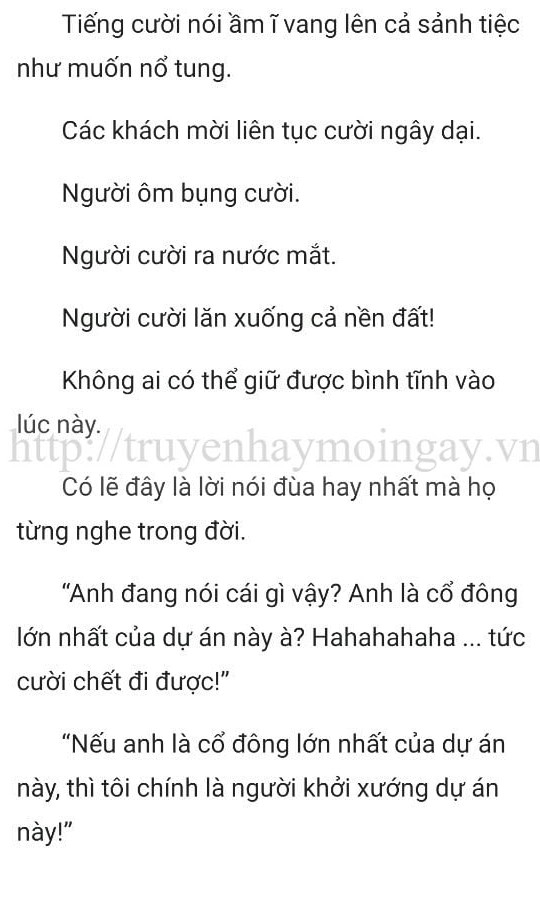 Tiếng cười nói ầm ĩ vang lên cả sảnh tiệc
như muốn nổ tung.
Các khách mời liên tục cười ngây dại.
Người ôm bụng cười.
Người cười ra nước mắt.
Người cười lăn xuống cả nền đất!
Không ai có thể giữ được bình tĩnh vào
lúc này.
http://truyenhaymoingay.vn
Có lẽ đây là lời nói đùa hay nhất mà họ
từng nghe trong đời.
“Anh đang nói cái gì vậy? Anh là cổ đông
lớn nhất của dự án này à? Hahahahaha ... tức
cười chết đi được!”
“Nếu anh là cổ đông lớn nhất của dự án
này, thì tôi chính là người khởi xướng dự án
này!”